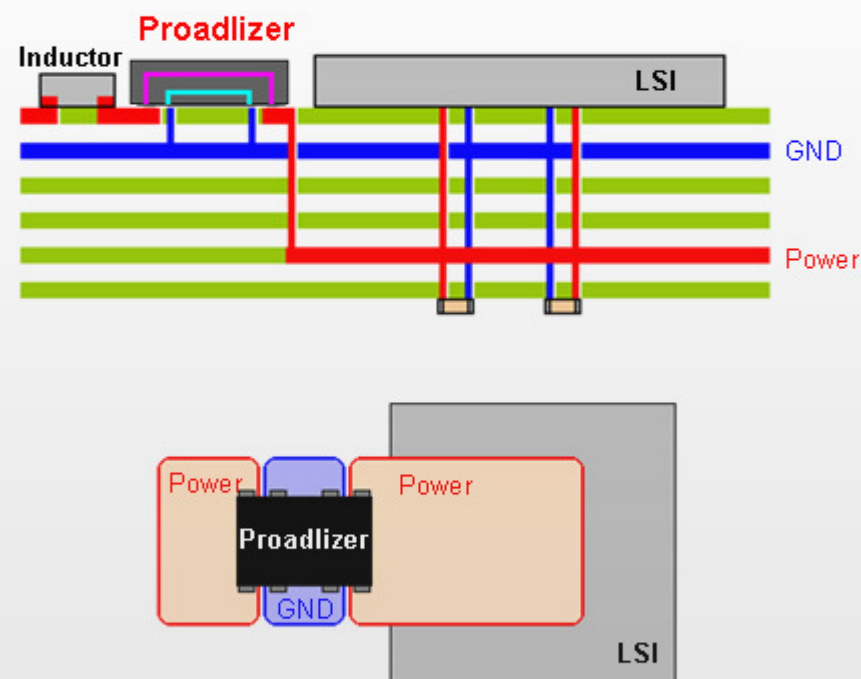 Proadlizer
Inductor
LSI
GND
Power
Power
Power
Proadlizer
GND
LSI